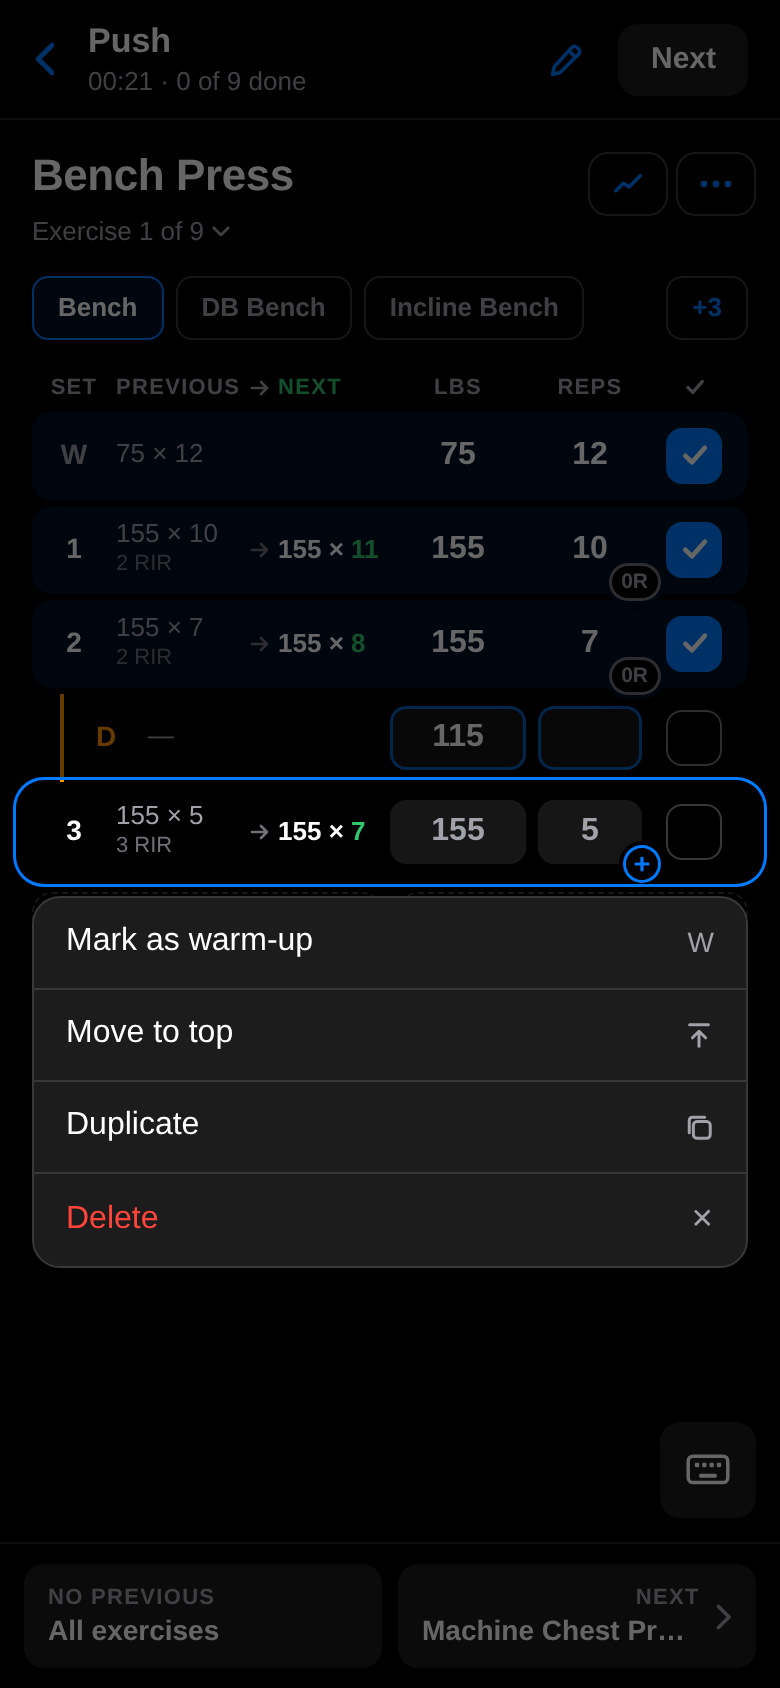 Push
00:21 · 0 of 9 done
Next
Bench Press
Exercise 1 of 9
Bench
DB Bench
Incline Bench
+3
SET PREVIOUS → NEXT LBS REPS ✓
W 75 × 12 75 12
1 155 × 10 → 155 × 11 155 10
2 RIR
0R
2 155 × 7 → 155 × 8 155 7
2 RIR
0R
D — 115
3 155 × 5 → 155 × 7 155 5
3 RIR
+
Mark as warm-up W
Move to top
Duplicate
Delete ×
NO PREVIOUS
All exercises
NEXT
Machine Chest Pr…